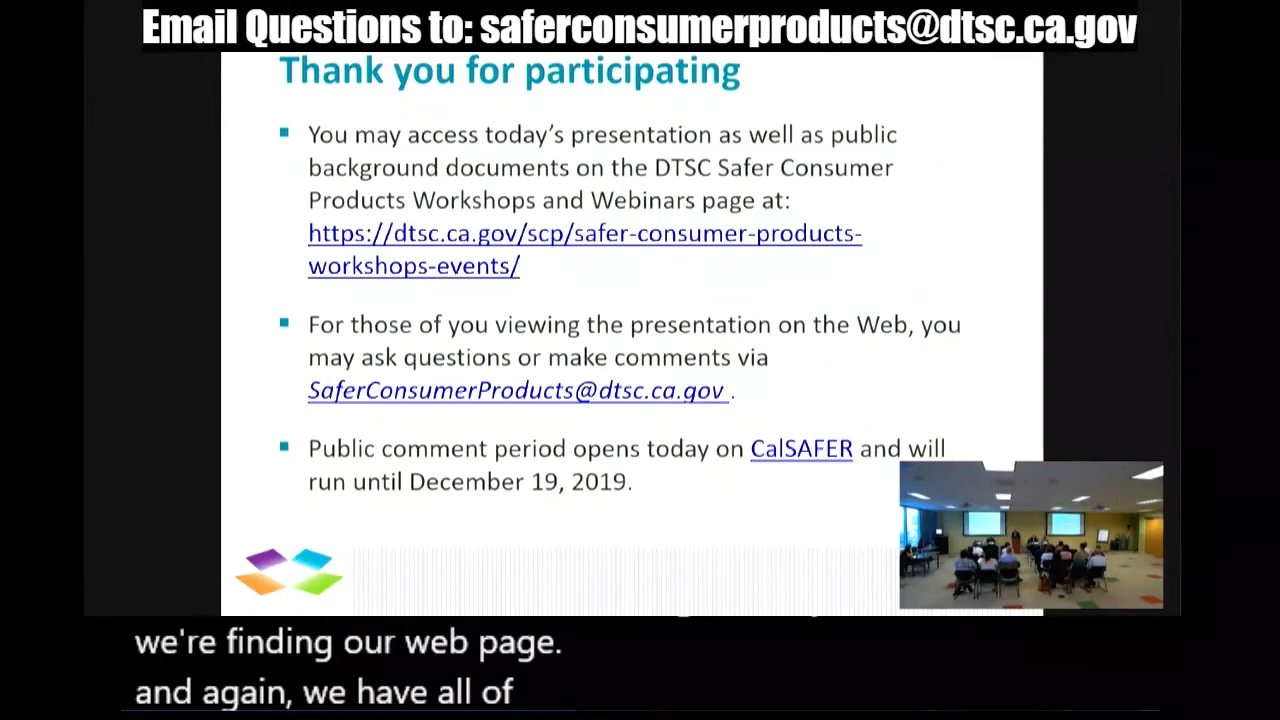 Email Questions to: saferconsumerproducts@dtsc.ca.gov
Thank you for participating
You may access today's presentation as well as public
background documents on the DTSC Safer Consumer
Products Workshops and Webinars page at:
https://dtsc.ca.gov/scp/safer-consumer-products-
workshops-events/
For those of you viewing the presentation on the Web, you
may ask questions or make comments via
SaferConsumerProducts@dtsc.ca.gov .
Public comment period opens today on CalSAFER and will
run until December 19, 2019.
we're finding our web page.
and again, we have all of